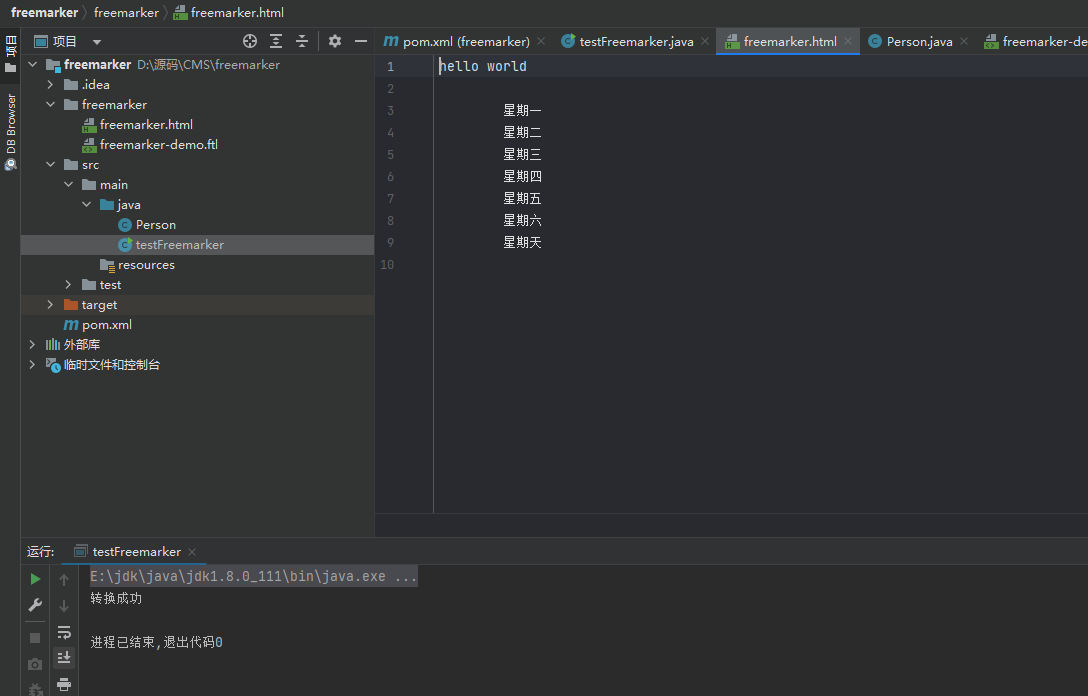 freemarker freemarker freemarker.html
项目
DB Browser
项目
freemarker D:\源码\CMS\freemarker
.idea
freemarker
freemarker.html
freemarker-demo.ftl
src
main
java
Person
testFreemarker
resources
test
target
pom.xml
外部库
临时文件和控制台
pom.xml (freemarker) testFreemarker.java freemarker.html Person.java freemarker-de
1 hello world
2
3 星期一
4 星期二
5 星期三
6 星期四
7 星期五
8 星期六
9 星期天
10
运行: testFreemarker
E:\jdk\java\jdk1.8.0_111\bin\java.exe ...
转换成功
进程已结束,退出代码0